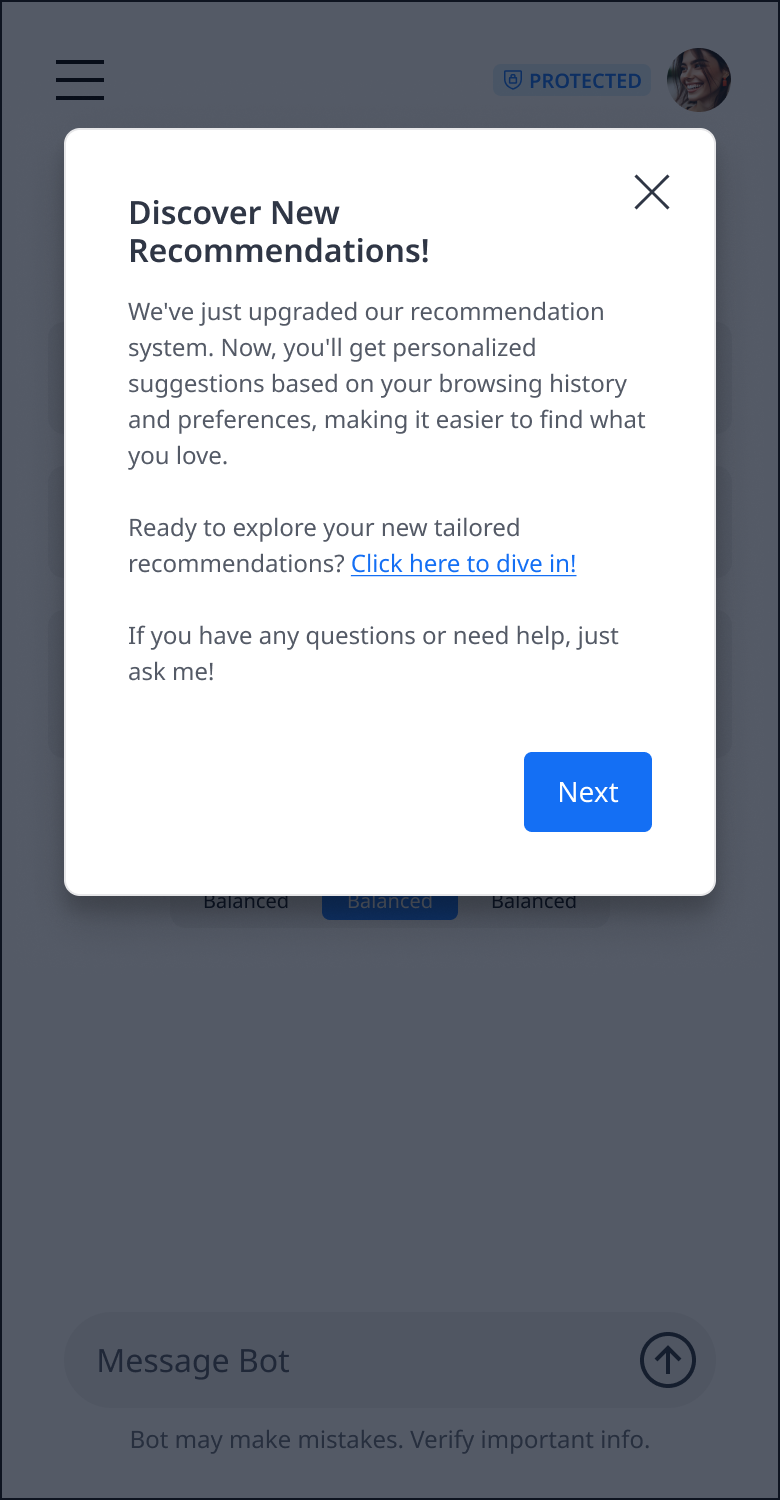 PROTECTED
Discover New
Recommendations!
We've just upgraded our recommendation
system. Now, you'll get personalized
suggestions based on your browsing history
and preferences, making it easier to find what
you love.
Ready to explore your new tailored
recommendations? Click here to dive in!
If you have any questions or need help, just
ask me!
Next
Balanced Balanced Balanced
Message Bot
Bot may make mistakes. Verify important info.